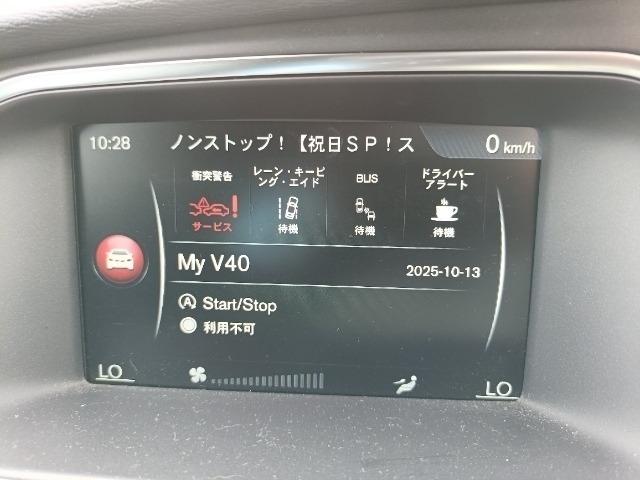 10:28 ノンストップ！【祝日ＳＰ！ス 0 km/h
衝突警告
サービス
レーン・キーピ
ング・エイド
待機
BLIS
待機
ドライバー
アラート
待機
My V40 2025-10-13
A Start/Stop
利用不可
LO LO